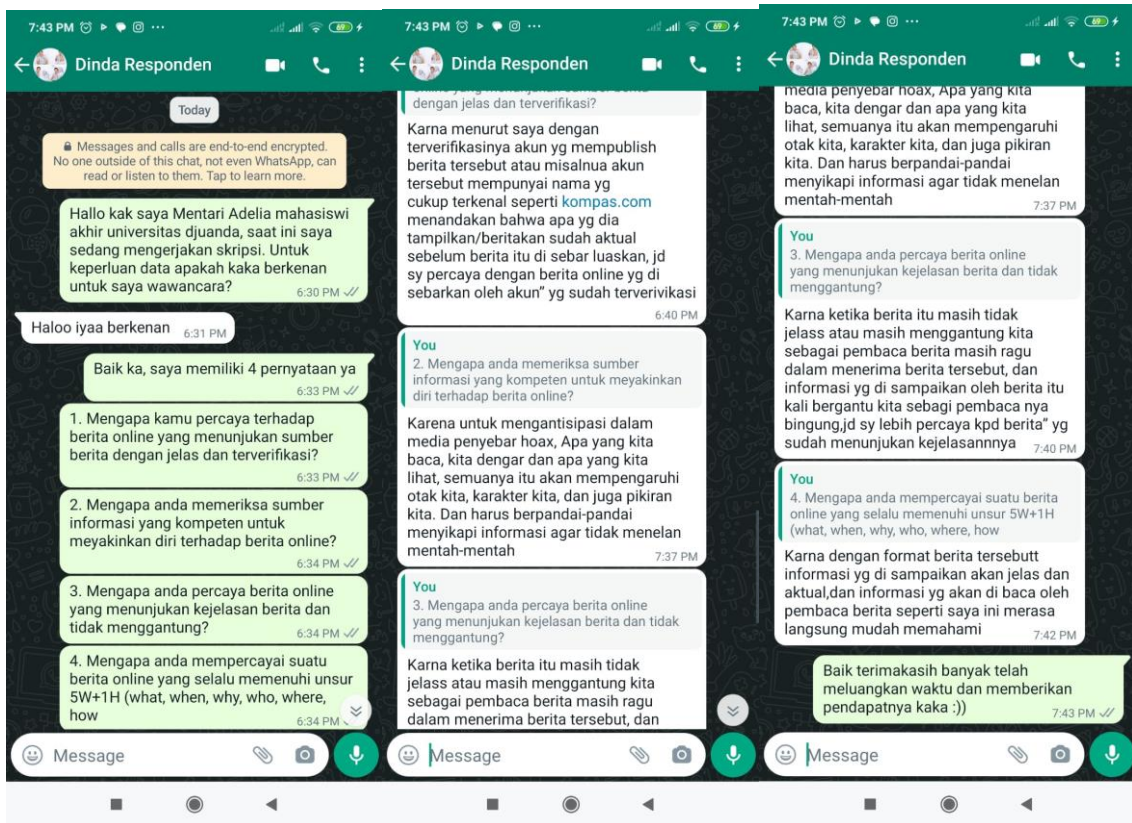 7:43 PM
69
Dinda Responden
Today
Messages and calls are end-to-end encrypted.
No one outside of this chat, not even WhatsApp, can
read or listen to them. Tap to learn more.
Hallo kak saya Mentari Adelia mahasiswi
akhir universitas djuanda, saat ini saya
sedang mengerjakan skripsi. Untuk
keperluan data apakah kaka berkenan
untuk saya wawancara?
6:30 PM
Haloo iyaa berkenan
6:31 PM
Baik ka, saya memiliki 4 pernyataan ya
6:33 PM
1. Mengapa kamu percaya terhadap
berita online yang menunjukan sumber
berita dengan jelas dan terverifikasi?
6:33 PM
2. Mengapa anda memeriksa sumber
informasi yang kompeten untuk
meyakinkan diri terhadap berita online?
6:34 PM
3. Mengapa anda percaya berita online
yang menunjukan kejelasan berita dan
tidak menggantung?
6:34 PM
4. Mengapa anda mempercayai suatu
berita online yang selalu memenuhi unsur
5W+1H (what, when, why, who, where,
how
6:34 PM
Message
7:43 PM
69
Dinda Responden
dengan jelas dan terverifikasi?
Karna menurut saya dengan
terverifikasinya akun yg mempublish
berita tersebut atau misalnua akun
tersebut mempunyai nama yg
cukup terkenal seperti kompas.com
menandakan bahwa apa yg dia
tampilkan/beritakan sudah aktual
sebelum berita itu di sebar luaskan, jd
sy percaya dengan berita online yg di
sebarkan oleh akun” yg sudah terverivikasi
6:40 PM
You
2. Mengapa anda memeriksa sumber
informasi yang kompeten untuk meyakinkan
diri terhadap berita online?
Karena untuk mengantisipasi dalam
media penyebar hoax, Apa yang kita
baca, kita dengar dan apa yang kita
lihat, semuanya itu akan mempengaruhi
otak kita, karakter kita, dan juga pikiran
kita. Dan harus berpandai-pandai
menyikapi informasi agar tidak menelan
mentah-mentah
7:37 PM
You
3. Mengapa anda percaya berita online
yang menunjukan kejelasan berita dan tidak
menggantung?
Karna ketika berita itu masih tidak
jelass atau masih menggantung kita
sebagai pembaca berita masih ragu
dalam menerima berita tersebut, dan
Message
7:43 PM
69
Dinda Responden
media penyebar hoax, Apa yang kita
baca, kita dengar dan apa yang kita
lihat, semuanya itu akan mempengaruhi
otak kita, karakter kita, dan juga pikiran
kita. Dan harus berpandai-pandai
menyikapi informasi agar tidak menelan
mentah-mentah
7:37 PM
You
3. Mengapa anda percaya berita online
yang menunjukan kejelasan berita dan tidak
menggantung?
Karna ketika berita itu masih tidak
jelass atau masih menggantung kita
sebagai pembaca berita masih ragu
dalam menerima berita tersebut, dan
informasi yg di sampaikan oleh berita itu
kali bergantu kita sebagi pembaca nya
bingung,jd sy lebih percaya kpd berita” yg
sudah menunjukan kejelasannnya
7:40 PM
You
4. Mengapa anda mempercayai suatu berita
online yang selalu memenuhi unsur 5W+1H
(what, when, why, who, where, how
Karna dengan format berita tersebutt
informasi yg di sampaikan akan jelas dan
aktual,dan informasi yg akan di baca oleh
pembaca berita seperti saya ini merasa
langsung mudah memahami
7:42 PM
Baik terimakasih banyak telah
meluangkan waktu dan memberikan
pendapatnya kaka :))
7:43 PM
Message